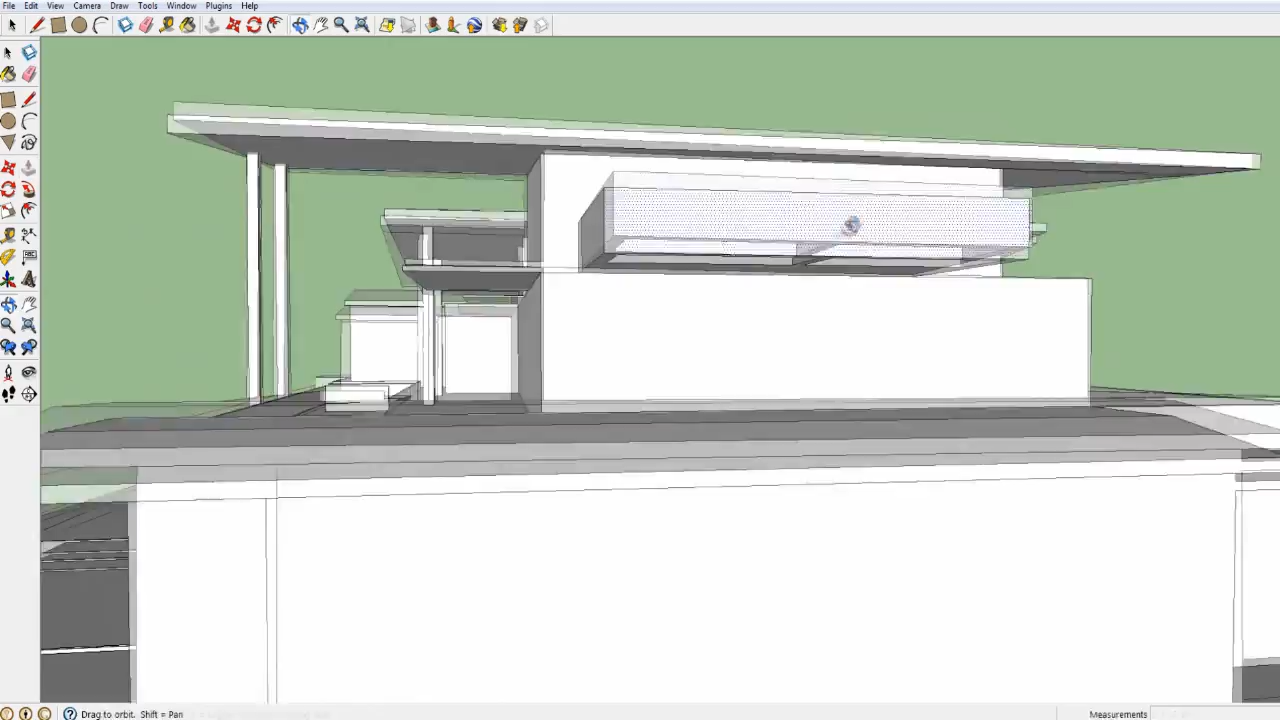 File Edit View Camera Draw Tools Window Plugins Help
Drag to orbit. Shift = Pan
Measurements